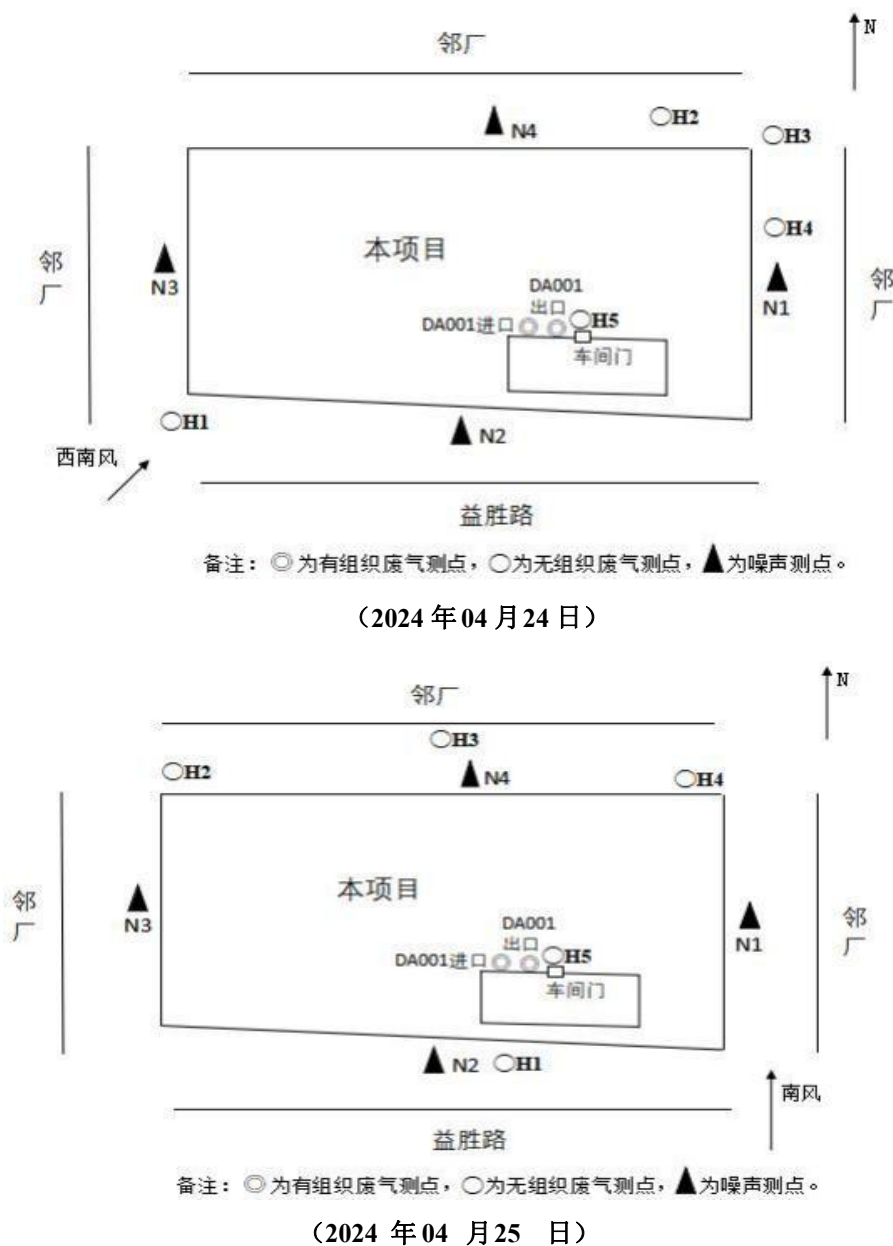 邻厂
N
N4
H2
H3
邻厂
N3
本项目
H4
N1
邻厂
DA001
出口
DA001进口
H5
车间门
H1
N2
西南风
益胜路
备注：◎为有组织废气测点，○为无组织废气测点，▲为噪声测点。
（2024 年 04 月 24 日）
邻厂
N
H3
H2
N4
H4
邻厂
N3
本项目
N1
邻厂
DA001
出口
DA001进口
H5
车间门
N2
H1
南风
益胜路
备注：◎为有组织废气测点，○为无组织废气测点，▲为噪声测点。
（2024 年 04 月 25 日）